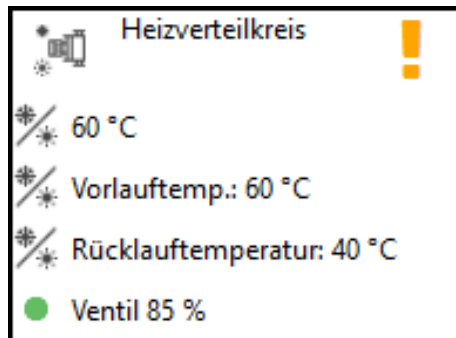 Heizverteilkreis
60 °C
Vorlauftemp.: 60 °C
Rücklauftemperatur: 40 °C
Ventil 85 %